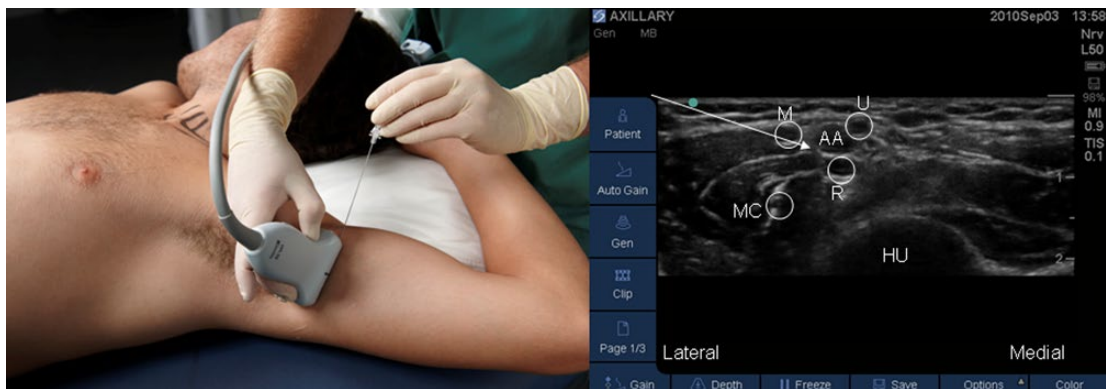 AXILLARY
2010Sep03 13:58
Gen MB
Nrv
L50
98%
MI
0.9
TIS
0.1
Patient
Auto Gain
Gen
Clip
Page 1/3
M
U
AA
R
MC
HU
1
2
Lateral
Medial
Gain
Depth
Freeze
Save
Options
Color